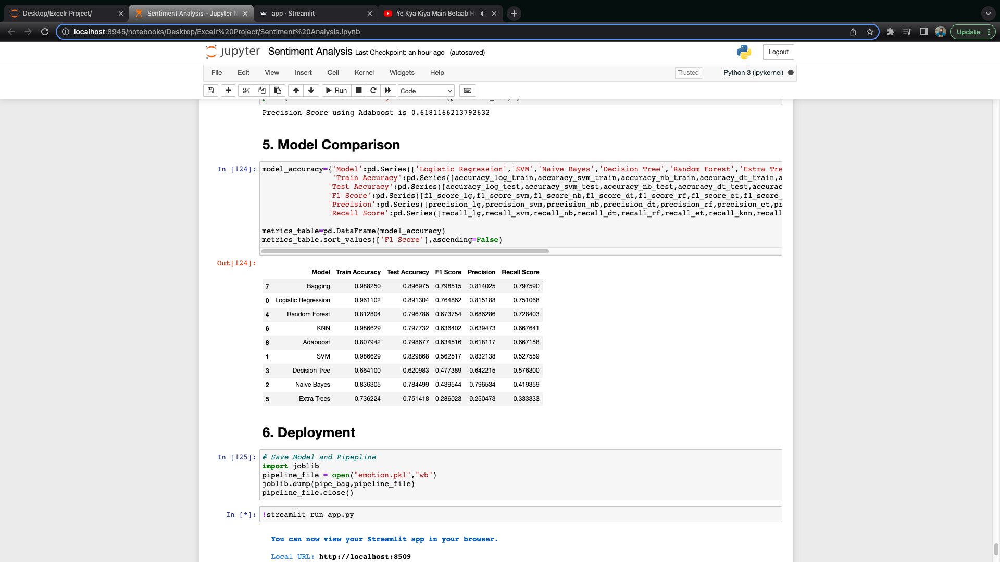 Desktop/Excelr Project/
Sentiment Analysis - Jupyter N
app · Streamlit
Ye Kya Kiya Main Betaab H
localhost:8945/notebooks/Desktop/Excelr%20Project/Sentiment%20Analysis.ipynb
Update
jupyter Sentiment Analysis Last Checkpoint: an hour ago (autosaved)
Logout
File Edit View Insert Cell Kernel Widgets Help
Trusted
Python 3 (ipykernel)
Run
Code
Precision Score using Adaboost is 0.6181166213792632
5. Model Comparison
In [124]:
model_accuracy={'Model':pd.Series(['Logistic Regression','SVM','Naive Bayes','Decision Tree','Random Forest','Extra Tre
'Train Accuracy':pd.Series([accuracy_log_train,accuracy_svm_train,accuracy_nb_train,accuracy_dt_train,a
'Test Accuracy':pd.Series([accuracy_log_test,accuracy_svm_test,accuracy_nb_test,accuracy_dt_test,accurac
'F1 Score':pd.Series([f1_score_lg,f1_score_svm,f1_score_nb,f1_score_dt,f1_score_rf,f1_score_et,f1_score_
'Precision':pd.Series([precision_lg,precision_svm,precision_nb,precision_dt,precision_rf,precision_et,pr
'Recall Score':pd.Series([recall_lg,recall_svm,recall_nb,recall_dt,recall_rf,recall_et,recall_knn,recall
metrics_table=pd.DataFrame(model_accuracy)
metrics_table.sort_values(['F1 Score'],ascending=False)
Out[124]:
Model Train Accuracy Test Accuracy F1 Score Precision Recall Score
7 Bagging 0.988250 0.896975 0.798515 0.814025 0.797590
0 Logistic Regression 0.961102 0.891304 0.764862 0.815188 0.751068
4 Random Forest 0.812804 0.796786 0.673754 0.686286 0.728403
6 KNN 0.986629 0.797732 0.636402 0.639473 0.667641
8 Adaboost 0.807942 0.798677 0.634516 0.618117 0.667158
1 SVM 0.986629 0.829868 0.562517 0.832138 0.527559
3 Decision Tree 0.664100 0.620983 0.477389 0.642215 0.576300
2 Naive Bayes 0.836305 0.784499 0.439544 0.796534 0.419359
5 Extra Trees 0.736224 0.751418 0.286023 0.250473 0.333333
6. Deployment
In [125]:
# Save Model and Pipepline
import joblib
pipeline_file = open("emotion.pkl","wb")
joblib.dump(pipe_bag,pipeline_file)
pipeline_file.close()
In [*]:
!streamlit run app.py
You can now view your Streamlit app in your browser.
Local URL: http://localhost:8509